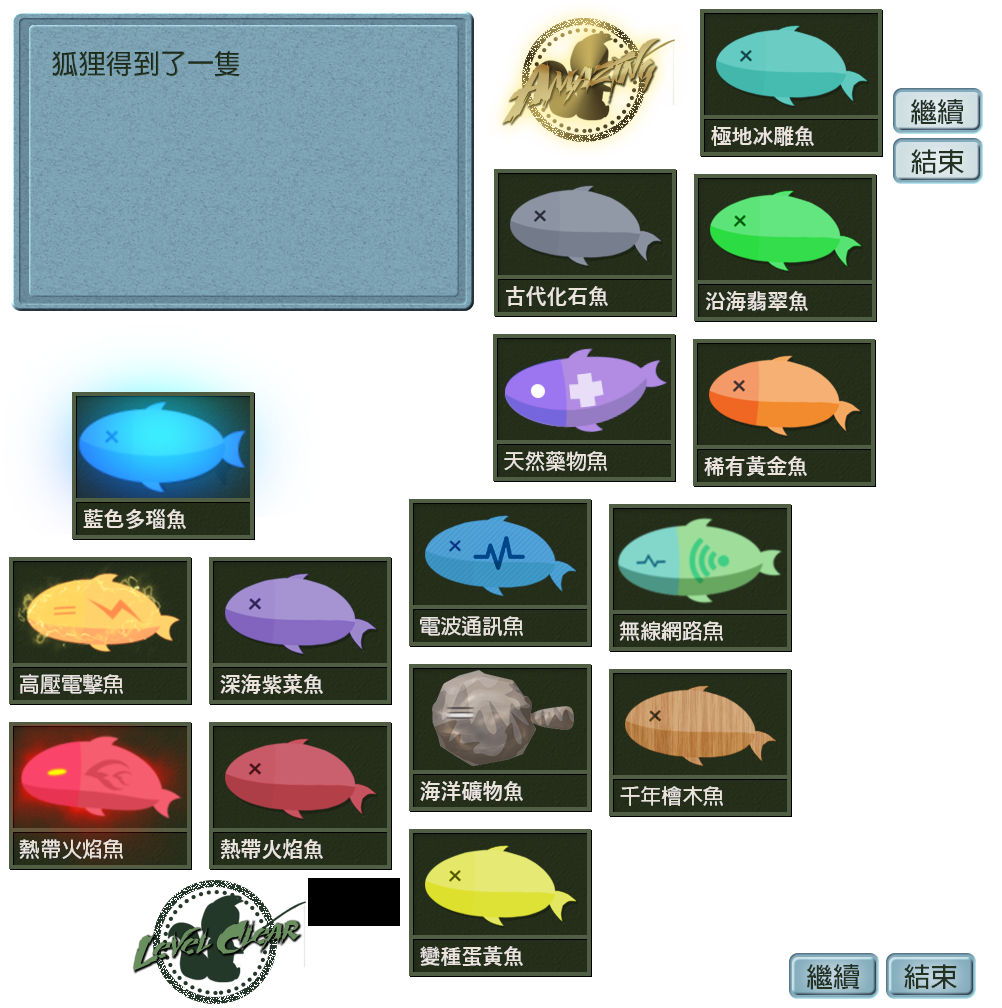 狐狸得到了一隻
AMAZING
極地冰雕魚
繼續
結束
古代化石魚
沿海翡翠魚
天然藥物魚
稀有黃金魚
藍色多瑙魚
電波通訊魚
無線網路魚
高壓電擊魚
深海紫菜魚
海洋礦物魚
千年檜木魚
熱帶火焰魚
熱帶火焰魚
LEVEL CLEAR
變種蛋黃魚
繼續
結束